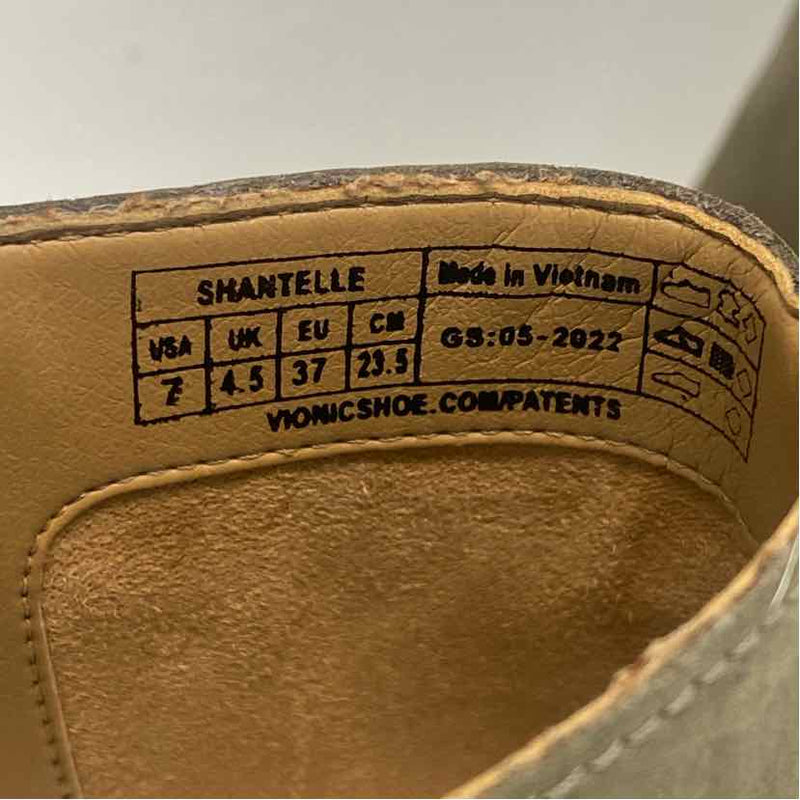 SHANTELLE
Made in Vietnam
USA UK EU CM
7 4.5 37 23.5
GS:05-2022
VIONICSHOE.COM/PATENTS